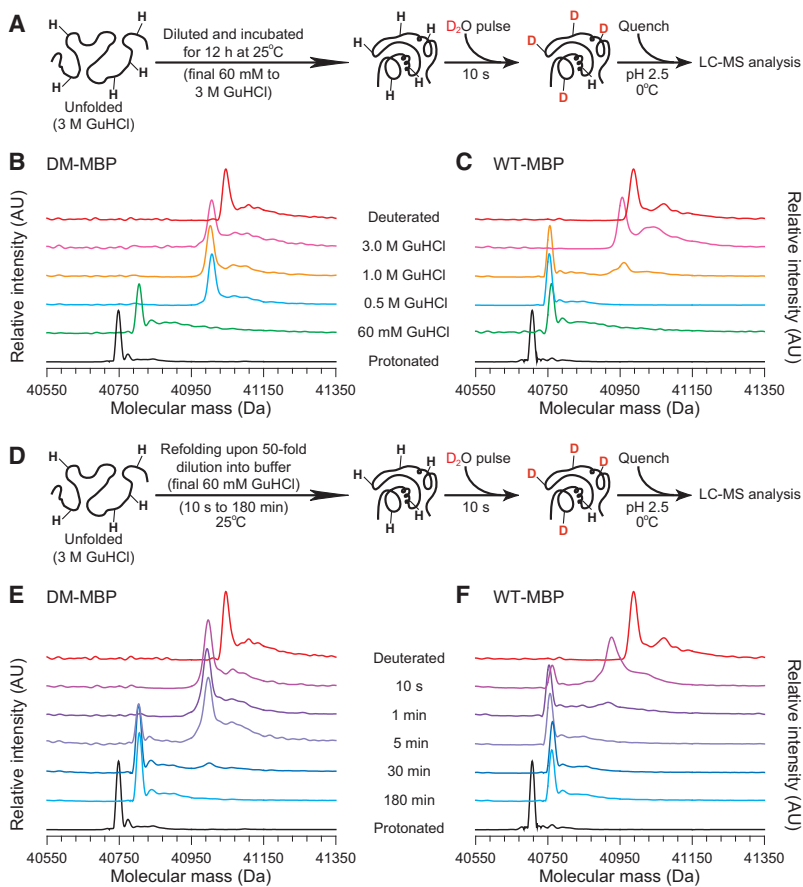 A
H
H
H
H
Unfolded
(3 M GuHCl)
Diluted and incubated
for 12 h at 25°C
(final 60 mM to
3 M GuHCl)
H
H
H
H
D₂O pulse
10 s
D
D
D
H
D
Quench
pH 2.5
0°C
LC-MS analysis
B DM-MBP
C WT-MBP
Relative intensity (AU)
Relative intensity (AU)
Deuterated
3.0 M GuHCl
1.0 M GuHCl
0.5 M GuHCl
60 mM GuHCl
Protonated
40550 40750 40950 41150 41350
Molecular mass (Da)
40550 40750 40950 41150 41350
Molecular mass (Da)
D
H
H
H
H
Unfolded
(3 M GuHCl)
Refolding upon 50-fold
dilution into buffer
(final 60 mM GuHCl)
(10 s to 180 min)
25°C
H
H
H
H
D₂O pulse
10 s
D
D
D
H
D
Quench
pH 2.5
0°C
LC-MS analysis
E DM-MBP
F WT-MBP
Relative intensity (AU)
Relative intensity (AU)
Deuterated
10 s
1 min
5 min
30 min
180 min
Protonated
40550 40750 40950 41150 41350
Molecular mass (Da)
40550 40750 40950 41150 41350
Molecular mass (Da)